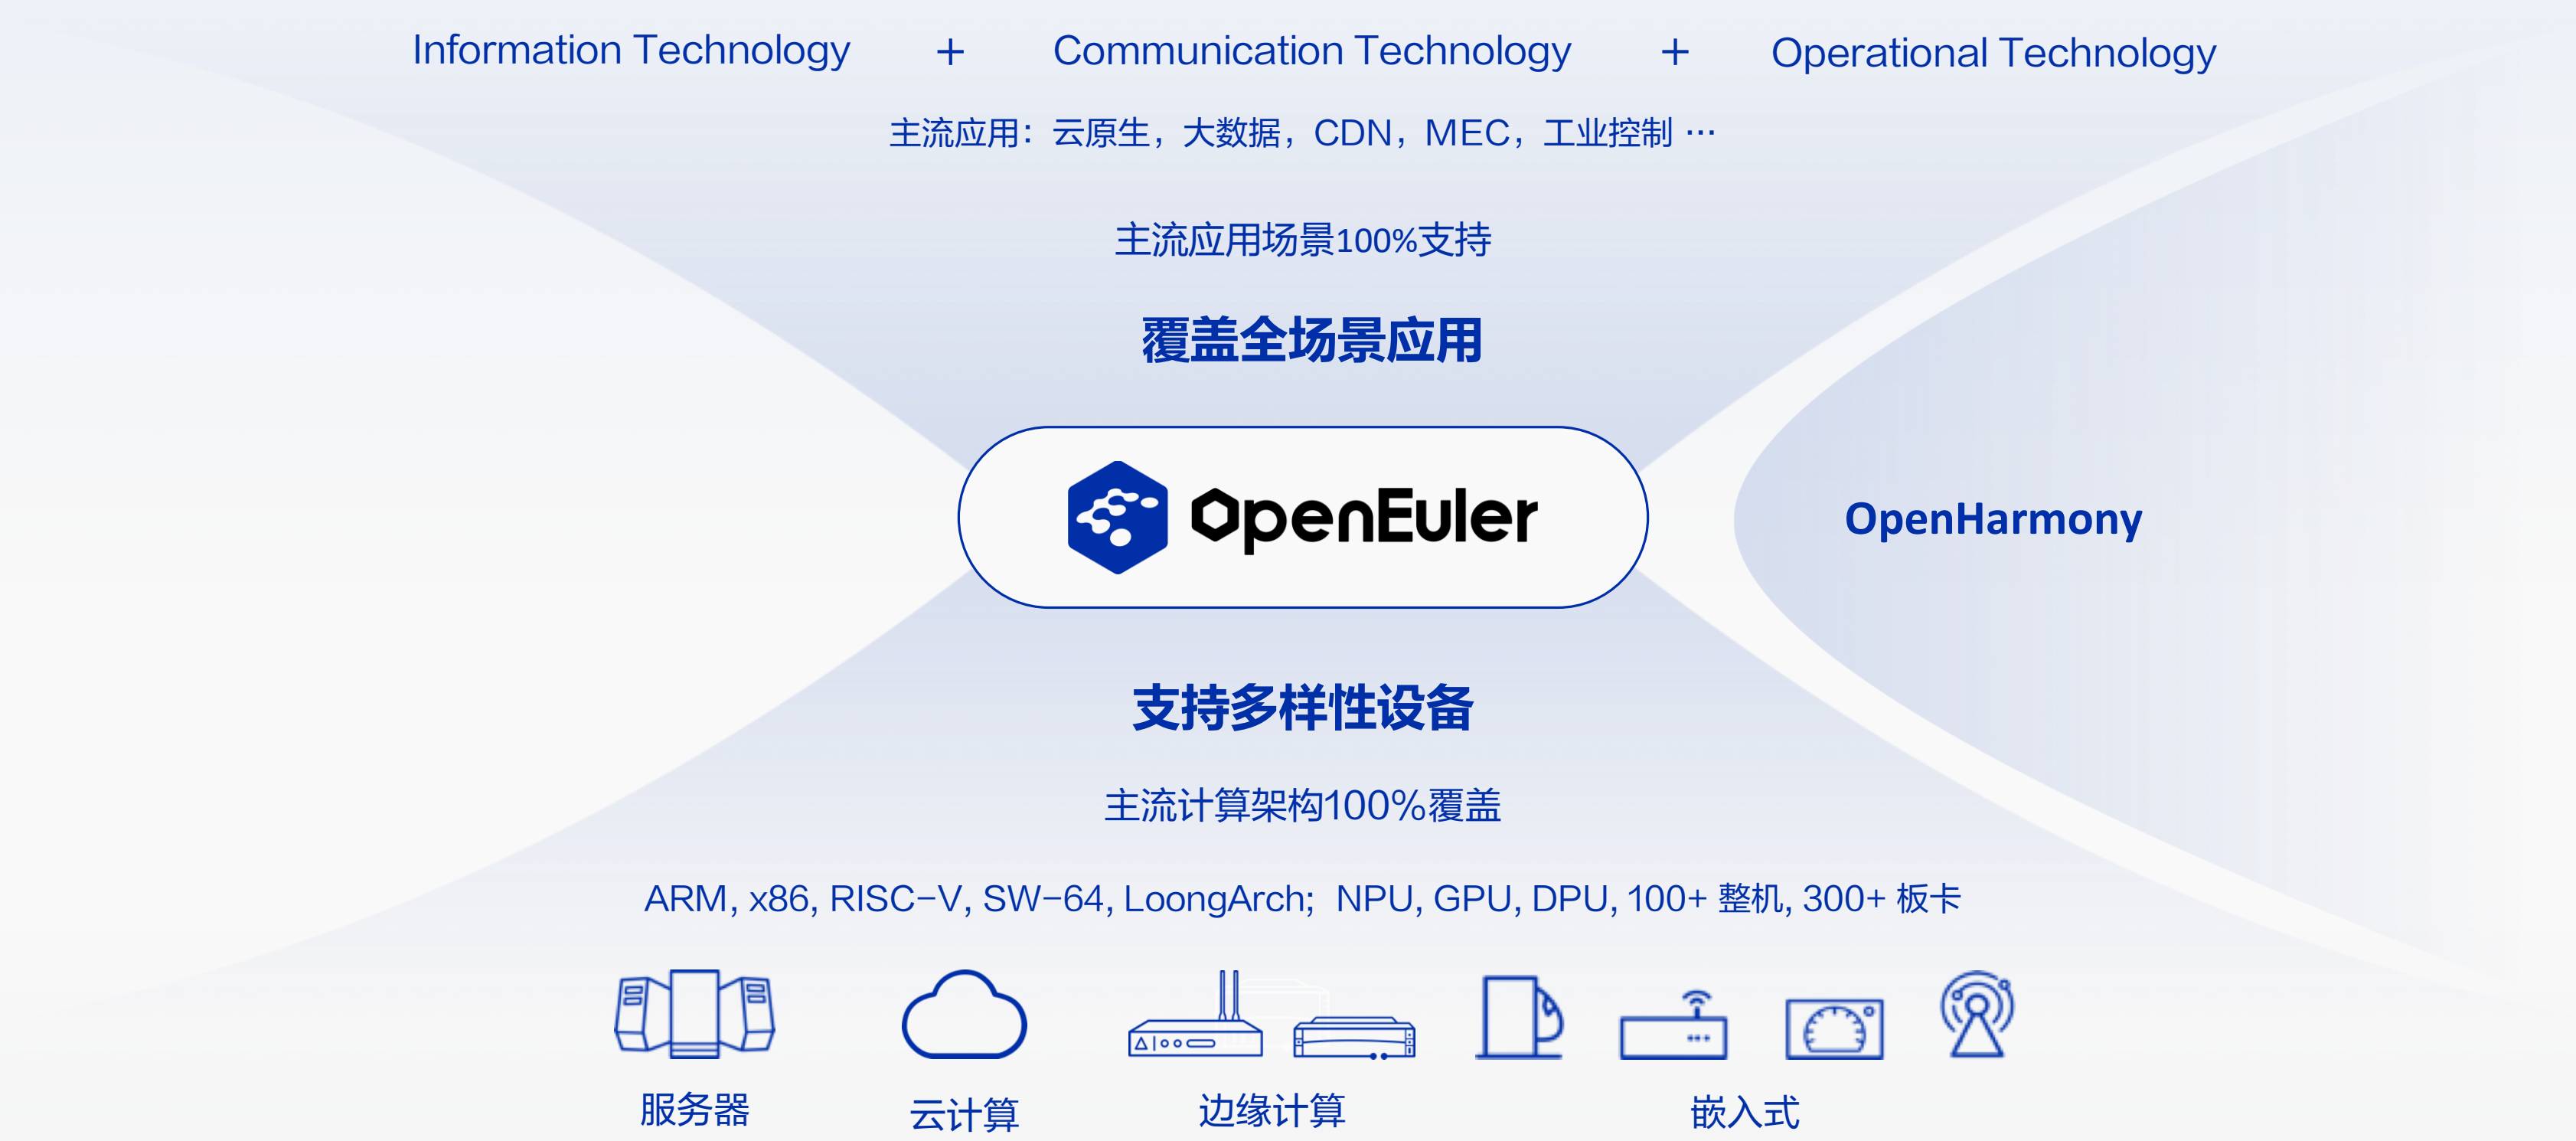 Information Technology + Communication Technology + Operational Technology
主流应用：云原生，大数据，CDN，MEC，工业控制 …
主流应用场景100%支持
覆盖全场景应用
OpenEuler
OpenHarmony
支持多样性设备
主流计算架构100%覆盖
ARM, x86, RISC-V, SW-64, LoongArch; NPU, GPU, DPU, 100+ 整机, 300+ 板卡
服务器 云计算 边缘计算 嵌入式